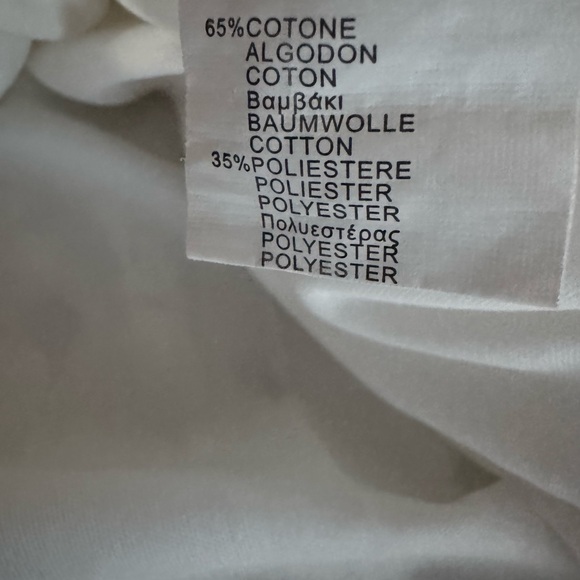 65%COTONE
ALGODON
COTON
Βαμβάκι
BAUMWOLLE
COTTON
35%POLIESTERE
POLIESTER
POLYESTER
Πολυεστέρας
POLYESTER
POLYESTER